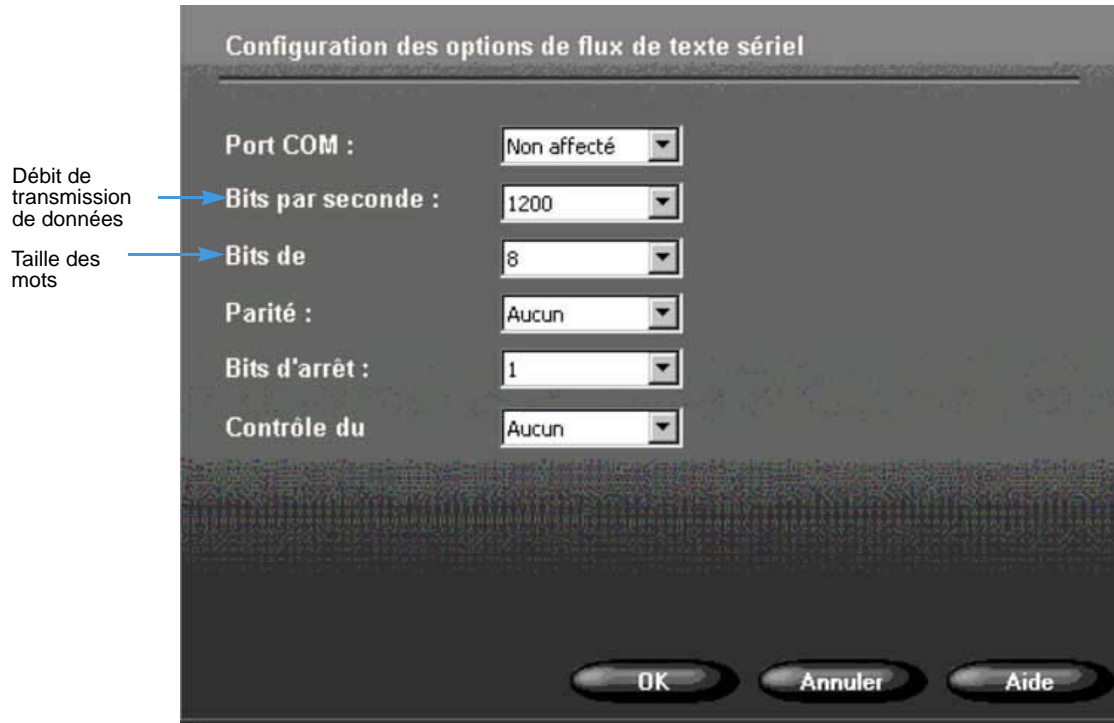 Configuration des options de flux de texte sériel
Port COM :
Non affecté
Débit de
transmission
de données
Bits par seconde :
1200
Taille des
mots
Bits de
8
Parité :
Aucun
Bits d'arrêt :
1
Contrôle du
Aucun
OK
Annuler
Aide